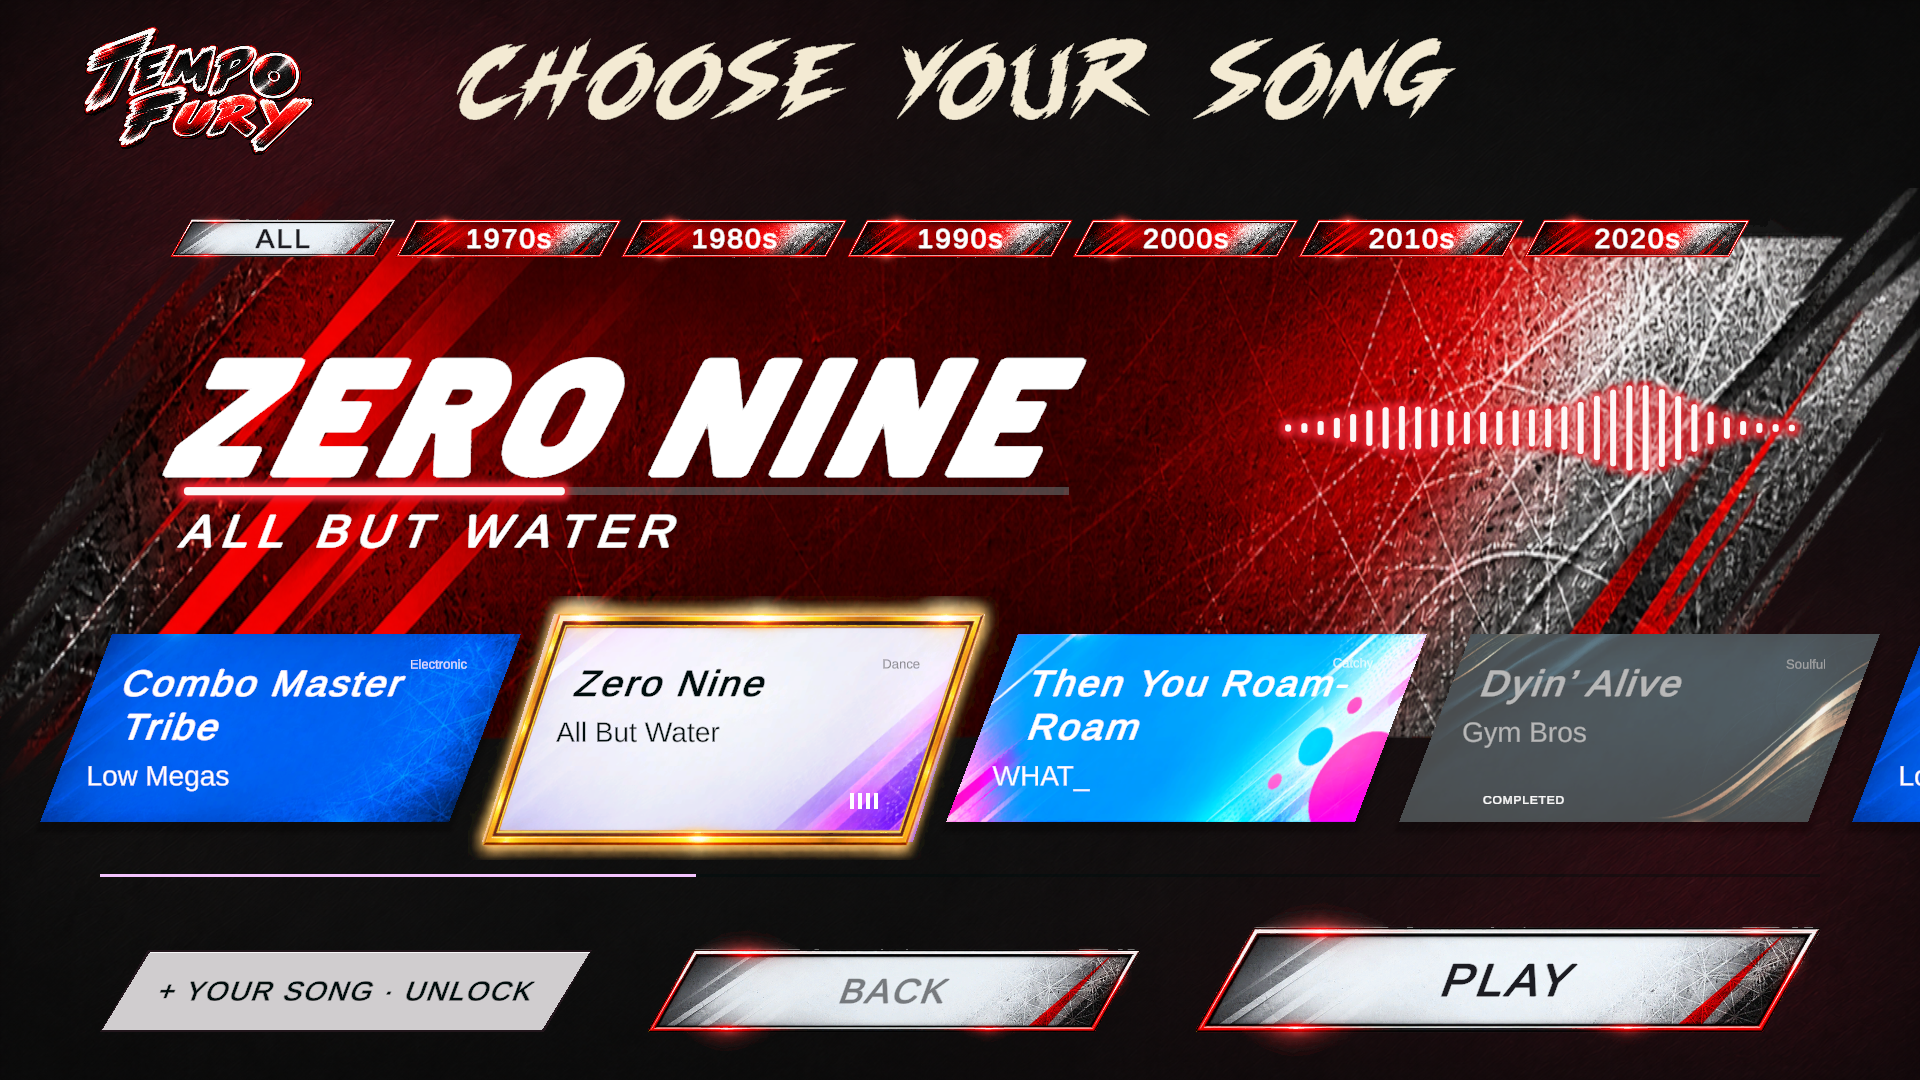 TEMPO
FURY
CHOOSE YOUR SONG
ALL
1970s
1980s
1990s
2000s
2010s
2020s
ZERO NINE
ALL BUT WATER
Electronic
Combo Master
Tribe
Low Megas
Dance
Zero Nine
All But Water
Catchy
Then You Roam-
Roam
WHAT_
Soulful
Dyin' Alive
Gym Bros
COMPLETED
Lo
+ YOUR SONG · UNLOCK
BACK
PLAY